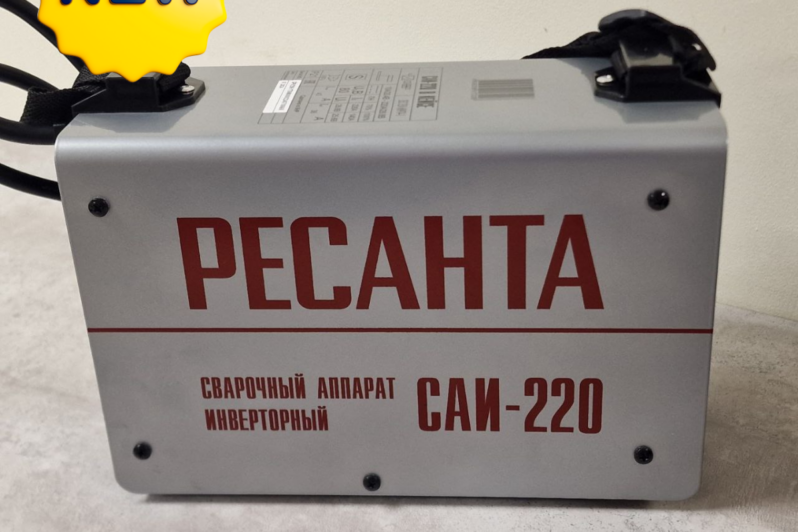 РЕСАНТА
СВАРОЧНЫЙ АППАРАТ
ИНВЕРТОРНЫЙ
САИ-220